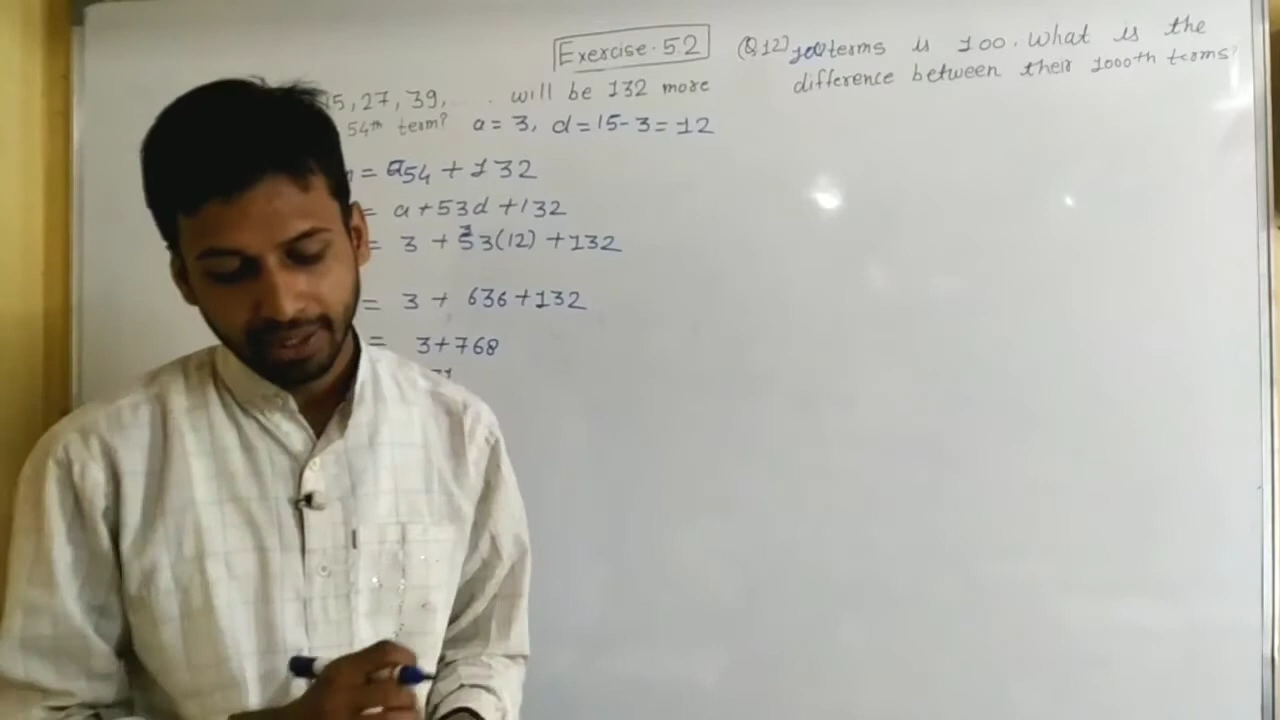 Exercise·5.2
15, 27, 39, . . will be 132 more
54th term? a = 3, d = 15-3 = 12
= a54 + 132
= a + 53d + 132
= 3 + 53(12) + 132
= 3 + 636 + 132
= 3+768
(Q12) terms is 100. What is the
difference between their 1000th terms?